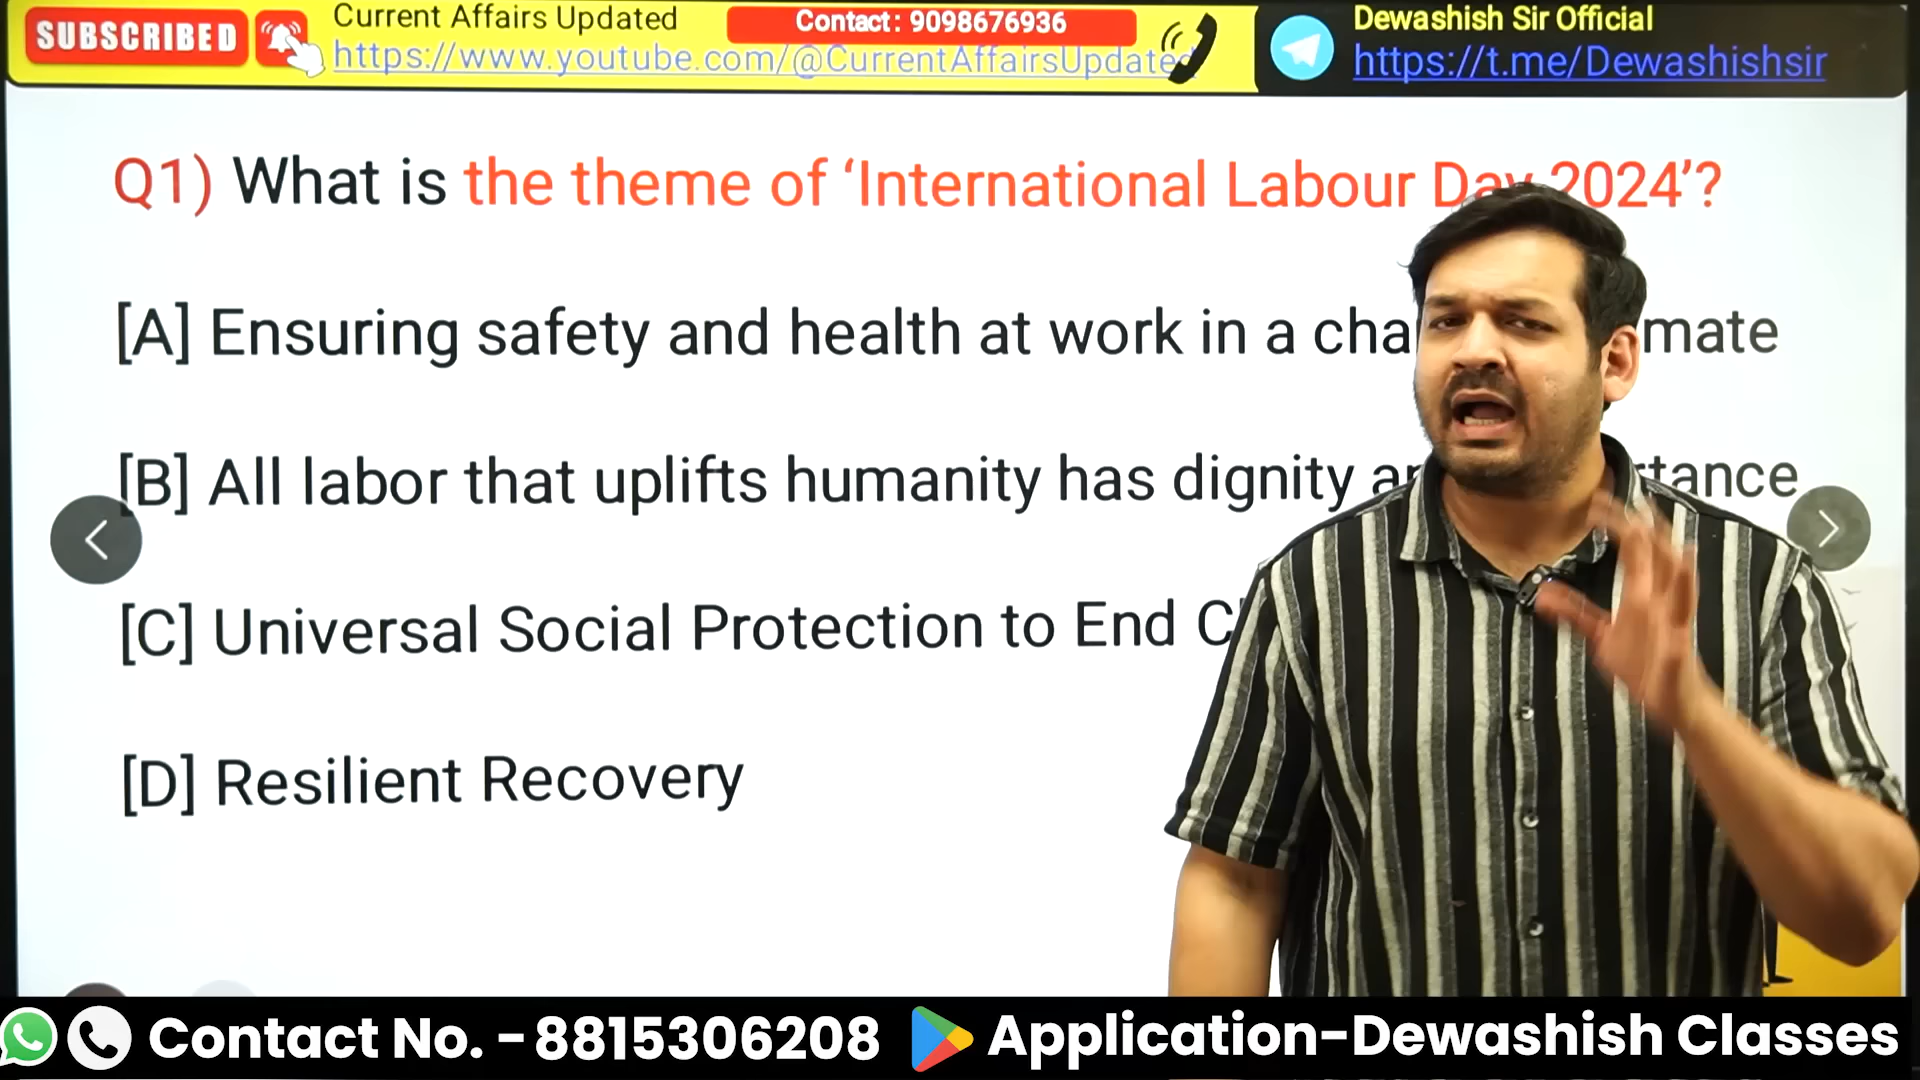 SUBSCRIBED
Current Affairs Updated
https://www.youtube.com/@CurrentAffairsUpdated
Contact: 9098676936
Dewashish Sir Official
https://t.me/Dewashishsir
Q1) What is the theme of ‘International Labour Day 2024’?
[A] Ensuring safety and health at work in a cha mate
[B] All labor that uplifts humanity has dignity a tance
[C] Universal Social Protection to End C
[D] Resilient Recovery
Contact No. - 8815306208
Application-Dewashish Classes